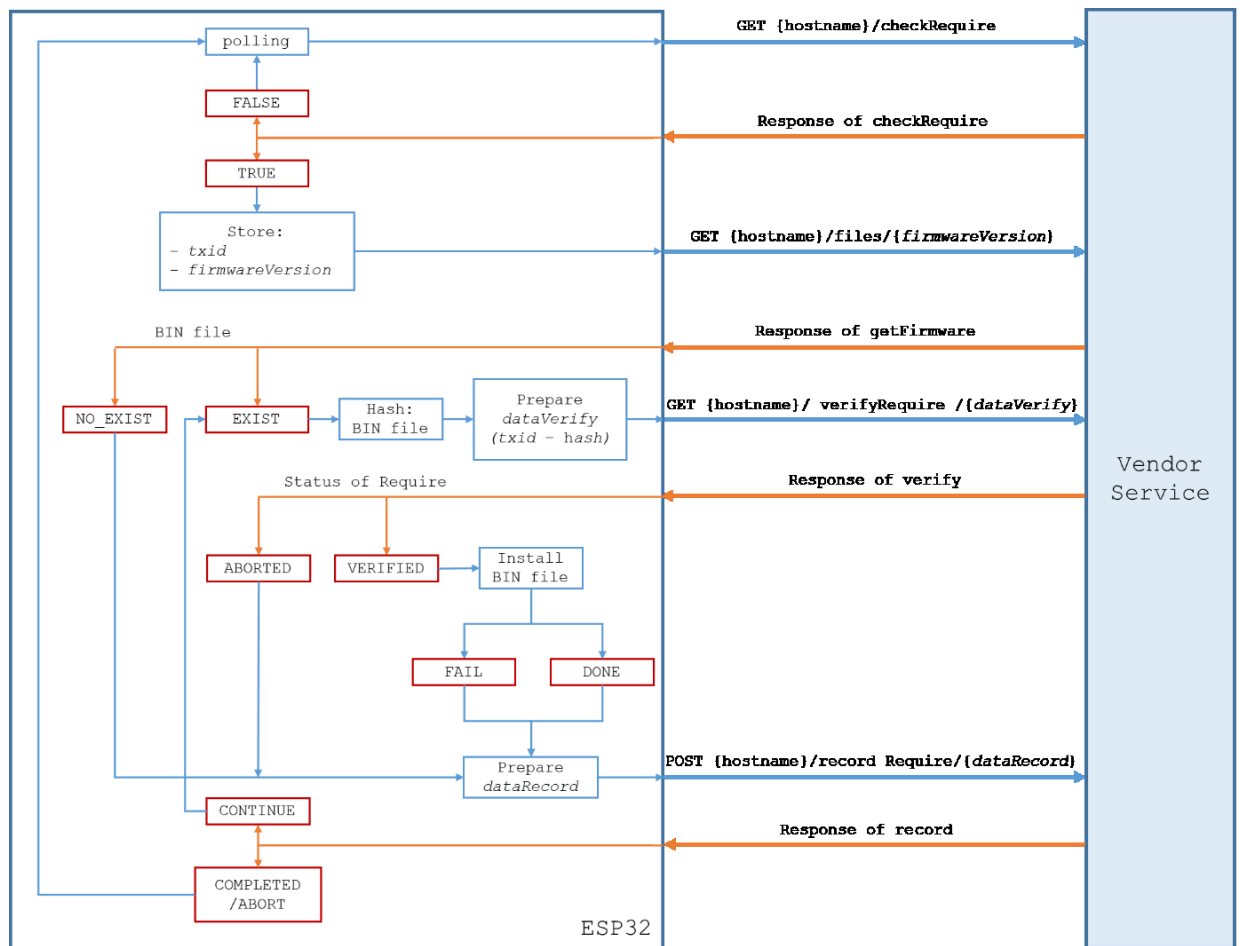 polling
GET {hostname}/checkRequire
FALSE
Response of checkRequire
TRUE
Store:
– txid
– firmwareVersion
GET {hostname}/files/{firmwareVersion}
BIN file
Response of getFirmware
NO_EXIST
EXIST
Hash:
BIN file
Prepare
dataVerify
(txid – hash)
GET {hostname}/ verifyRequire /{dataVerify}
Status of Require
Response of verify
Vendor
Service
ABORTED
VERIFIED
Install
BIN file
FAIL
DONE
Prepare
dataRecord
POST {hostname}/record Require/{dataRecord}
CONTINUE
Response of record
COMPLETED
/ABORT
ESP32